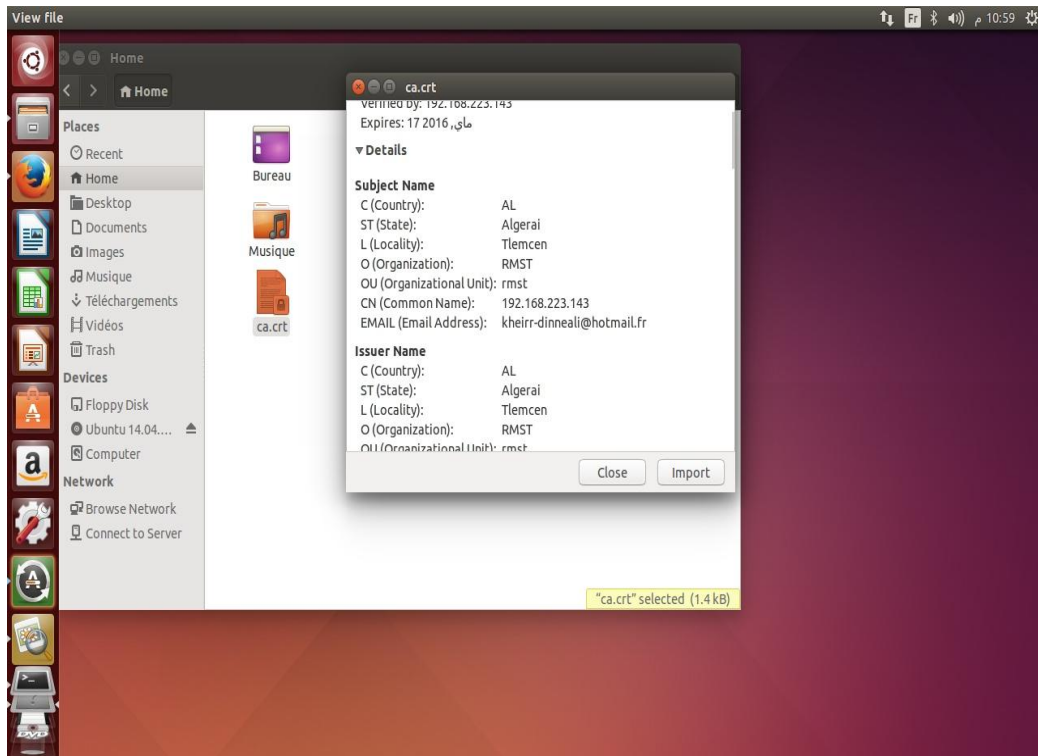 View file
Fr
م 10:59
Home
Home
Places
Recent
Home
Desktop
Documents
Images
Musique
Téléchargements
Vidéos
Trash
Devices
Floppy Disk
Ubuntu 14.04....
Computer
Network
Browse Network
Connect to Server
Bureau
Musique
ca.crt
ca.crt
Verified by: 192.168.223.143
Expires: 17 ماي, 2016
Details
Subject Name
C (Country): AL
ST (State): Algerai
L (Locality): Tlemcen
O (Organization): RMST
OU (Organizational Unit): rmst
CN (Common Name): 192.168.223.143
EMAIL (Email Address): kheirr-dinneali@hotmail.fr
Issuer Name
C (Country): AL
ST (State): Algerai
L (Locality): Tlemcen
O (Organization): RMST
OU (Organizational Unit): rmst
Close
Import
"ca.crt" selected (1.4 kB)
a
DVD